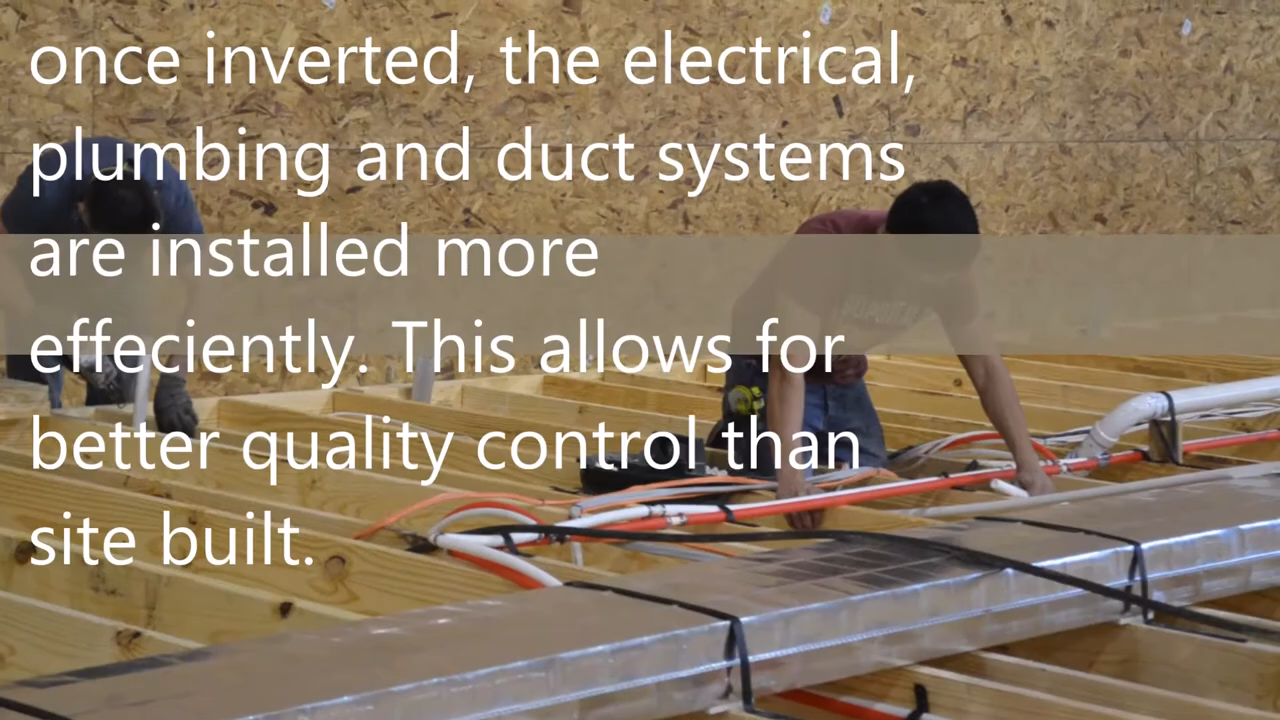 once inverted, the electrical,
plumbing and duct systems
are installed more
effeciently. This allows for
better quality control than
site built.